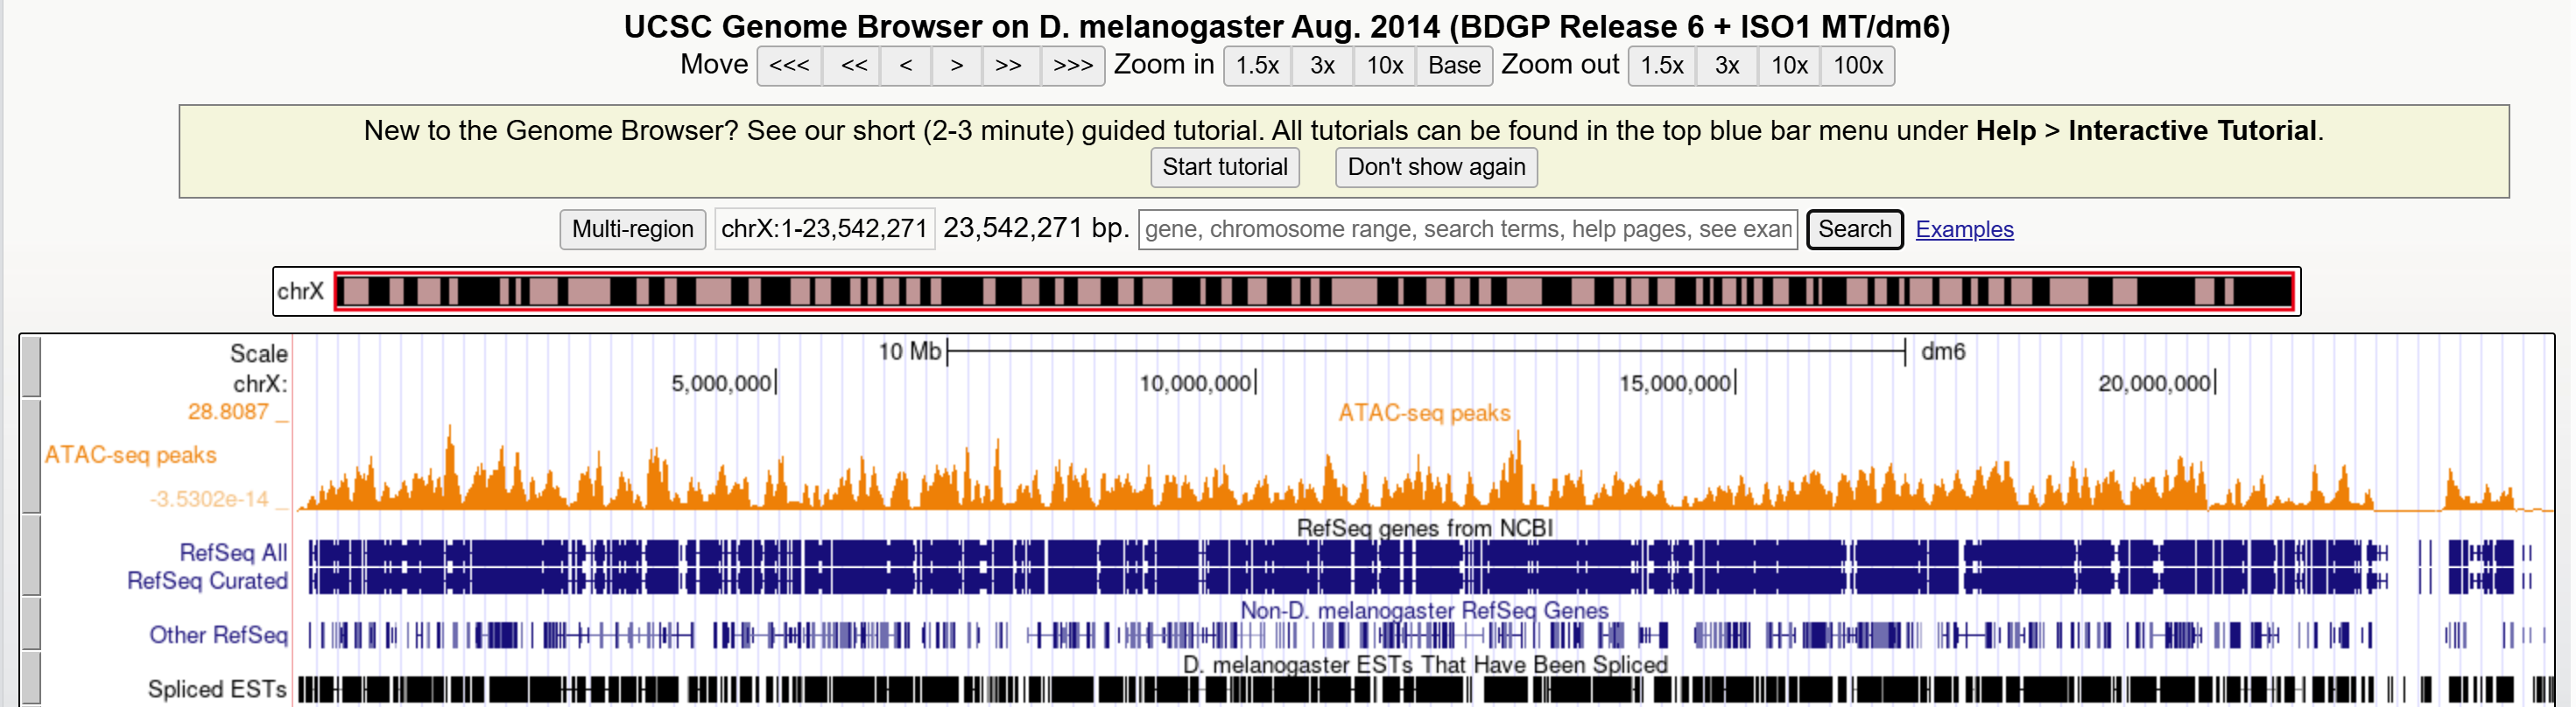 UCSC Genome Browser on D. melanogaster Aug. 2014 (BDGP Release 6 + ISO1 MT/dm6)
Move <<< << < > >> >>> Zoom in 1.5x 3x 10x Base Zoom out 1.5x 3x 10x 100x
New to the Genome Browser? See our short (2-3 minute) guided tutorial. All tutorials can be found in the top blue bar menu under Help > Interactive Tutorial.
Start tutorial Don't show again
Multi-region chrX:1-23,542,271 23,542,271 bp. gene, chromosome range, search terms, help pages, see exan Search Examples
chrX
Scale 10 Mb dm6
chrX: 5,000,000 10,000,000 15,000,000 20,000,000
28.8087 _ ATAC-seq peaks
ATAC-seq peaks
-3.5302e-14 _
RefSeq genes from NCBI
RefSeq All
RefSeq Curated
Non-D. melanogaster RefSeq Genes
Other RefSeq
D. melanogaster ESTs That Have Been Spliced
Spliced ESTs